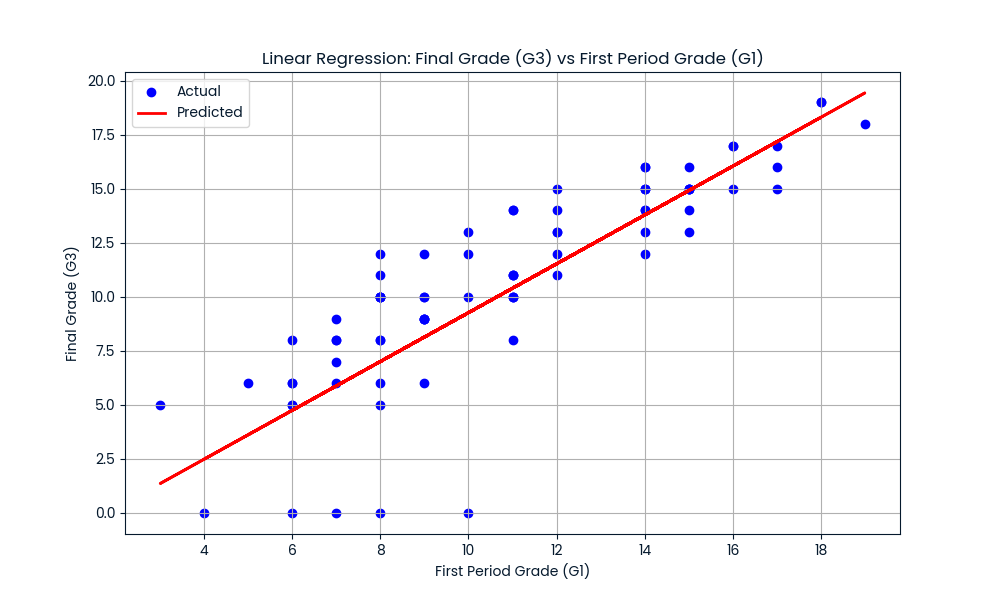 Linear Regression: Final Grade (G3) vs First Period Grade (G1)
Actual
Predicted
20.0
17.5
15.0
12.5
10.0
7.5
5.0
2.5
0.0
Final Grade (G3)
4 6 8 10 12 14 16 18
First Period Grade (G1)